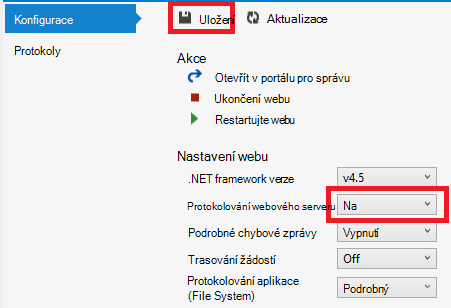 Konfigurace
Protokoly
Uložení Aktualizace
Akce
Otevřít v portálu pro správu
Ukončení webu
Restartujte webu
Nastavení webu
.NET framework verze v4.5
Protokolování webového serveru Na
Podrobné chybové zprávy Vypnutí
Trasování žádostí Off
Protokolování aplikace
(File System) Podrobný